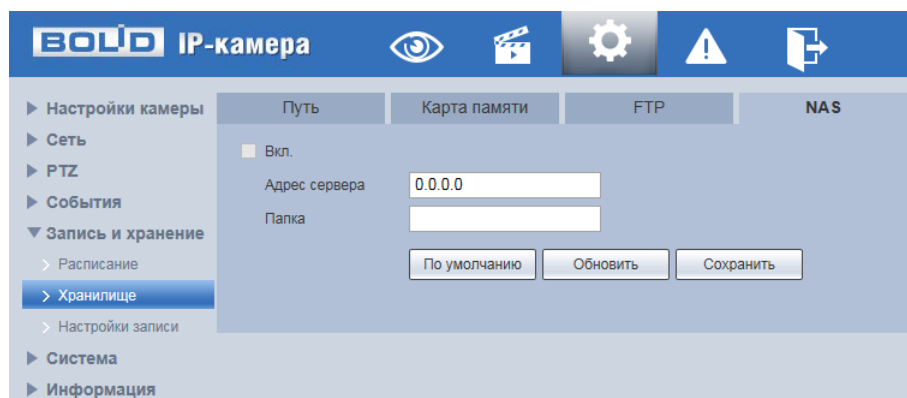 BOLID IP-камера
Настройки камеры
Сеть
PTZ
События
Запись и хранение
Расписание
Хранилище
Настройки записи
Система
Информация
Путь Карта памяти FTP NAS
Вкл.
Адрес сервера 0.0.0.0
Папка
По умолчанию Обновить Сохранить